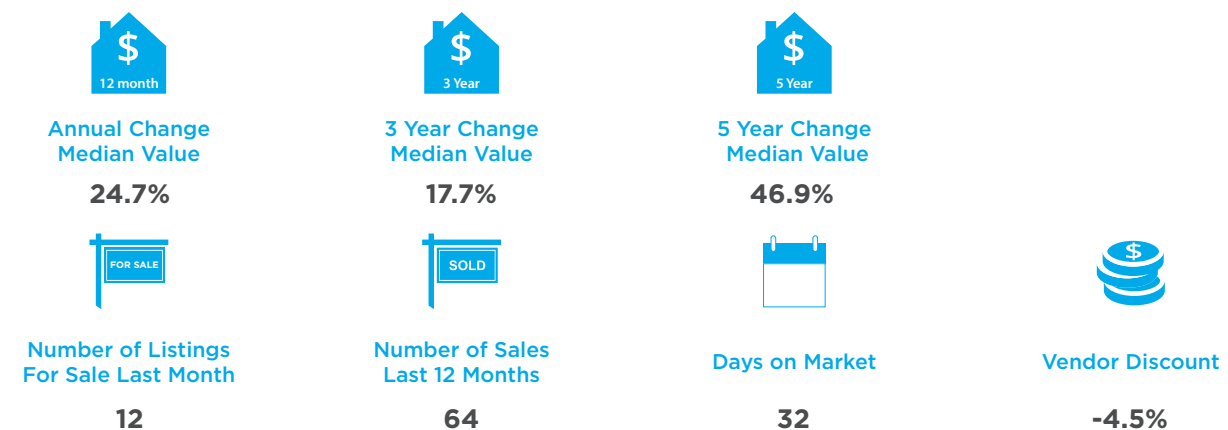 $
12 month
Annual Change
Median Value
24.7%
$
3 Year
3 Year Change
Median Value
17.7%
$
5 Year
5 Year Change
Median Value
46.9%
FOR SALE
Number of Listings
For Sale Last Month
12
SOLD
Number of Sales
Last 12 Months
64
Days on Market
32
$
Vendor Discount
-4.5%